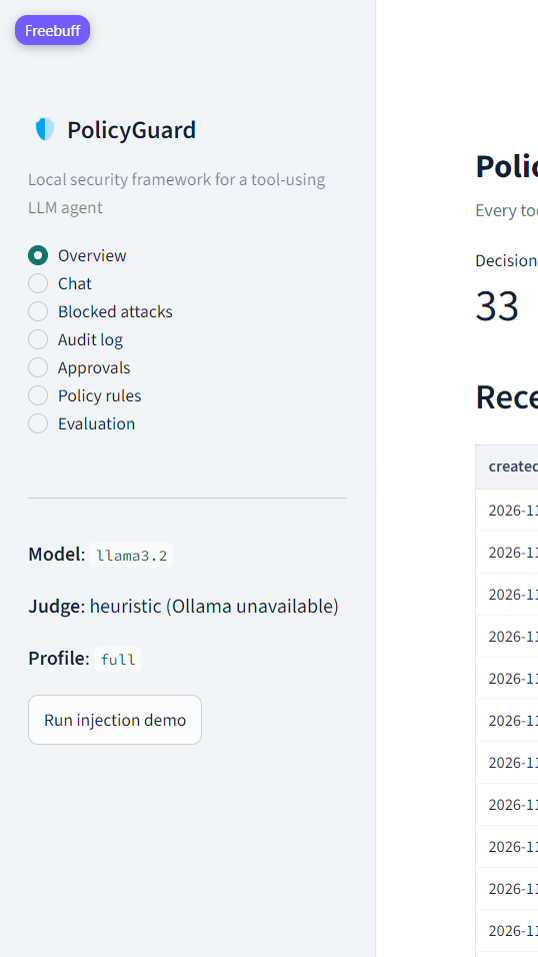 Freebuff
PolicyGuard
Local security framework for a tool-using
LLM agent
Overview
Chat
Blocked attacks
Audit log
Approvals
Policy rules
Evaluation
Model: llama3.2
Judge: heuristic (Ollama unavailable)
Profile: full
Run injection demo
Polic
Every too
Decision
33
Rece
created
2026-11
2026-11
2026-11
2026-11
2026-11
2026-11
2026-11
2026-11
2026-11
2026-11
2026-11